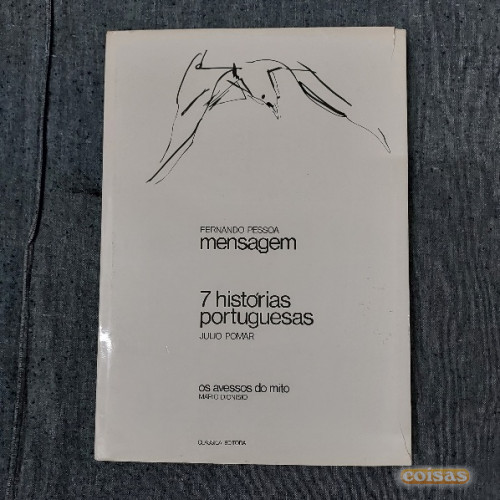 FERNANDO PESSOA
mensagem
7 histórias
portuguesas
JULIO POMAR
os avessos do mito
MÁRIO DIONÍSIO
CLÁSSICA EDITORA
coisas